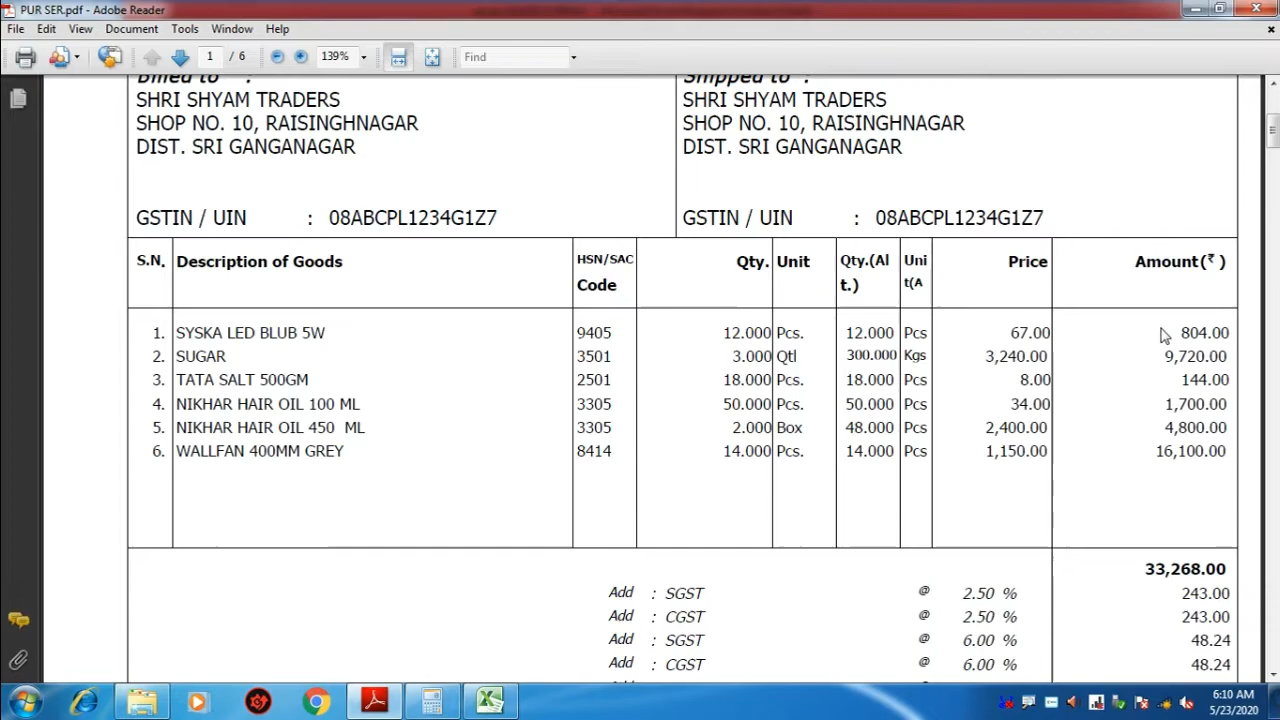 PUR SER.pdf - Adobe Reader
File Edit View Document Tools Window Help
1 / 6 139% Find
Billed to :
SHRI SHYAM TRADERS
SHOP NO. 10, RAISINGHNAGAR
DIST. SRI GANGANAGAR
GSTIN / UIN : 08ABCPL1234G1Z7
Shipped to :
SHRI SHYAM TRADERS
SHOP NO. 10, RAISINGHNAGAR
DIST. SRI GANGANAGAR
GSTIN / UIN : 08ABCPL1234G1Z7
S.N. Description of Goods HSN/SAC Code Qty. Unit Qty.(Alt.) Unit(A Price Amount(₹ )
1. SYSKA LED BLUB 5W 9405 12.000 Pcs. 12.000 Pcs 67.00 804.00
2. SUGAR 3501 3.000 Qtl 300.000 Kgs 3,240.00 9,720.00
3. TATA SALT 500GM 2501 18.000 Pcs. 18.000 Pcs 8.00 144.00
4. NIKHAR HAIR OIL 100 ML 3305 50.000 Pcs. 50.000 Pcs 34.00 1,700.00
5. NIKHAR HAIR OIL 450 ML 3305 2.000 Box 48.000 Pcs 2,400.00 4,800.00
6. WALLFAN 400MM GREY 8414 14.000 Pcs. 14.000 Pcs 1,150.00 16,100.00
33,268.00
Add : SGST @ 2.50 % 243.00
Add : CGST @ 2.50 % 243.00
Add : SGST @ 6.00 % 48.24
Add : CGST @ 6.00 % 48.24
6:10 AM
5/23/2020